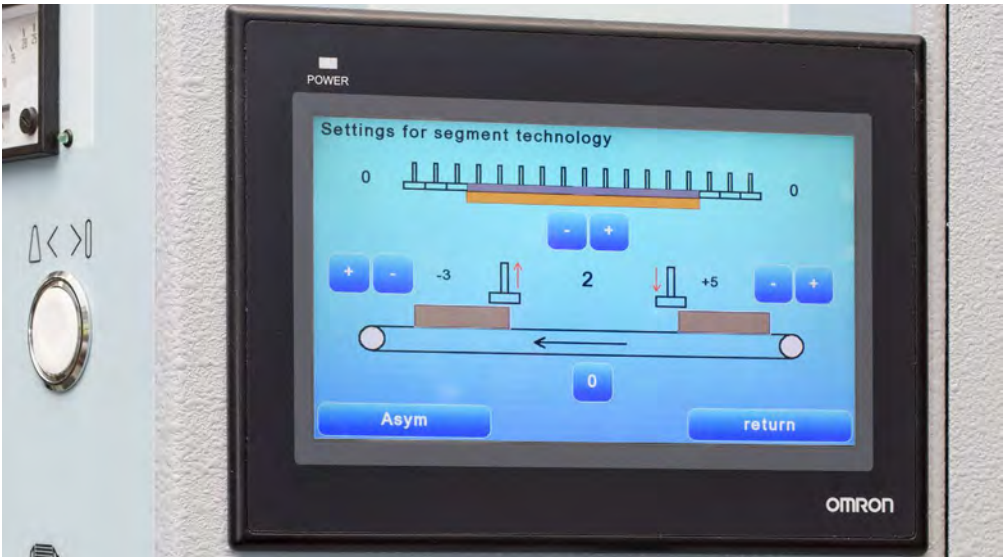 POWER
Settings for segment technology
0 0
- +
+ - -3 2 +5 - +
0
Asym return
OMRON